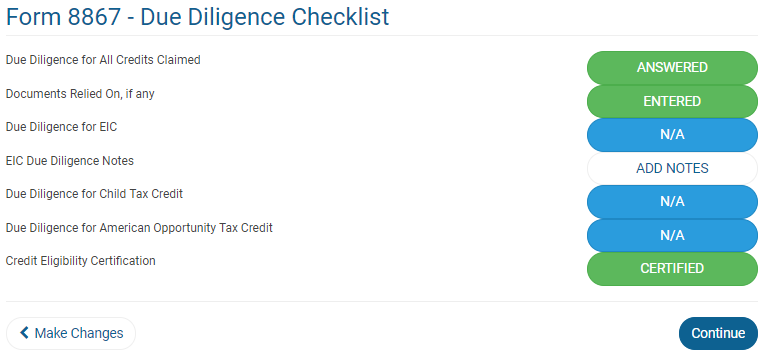 Form 8867 - Due Diligence Checklist
Due Diligence for All Credits Claimed
ANSWERED
Documents Relied On, if any
ENTERED
Due Diligence for EIC
N/A
EIC Due Diligence Notes
ADD NOTES
Due Diligence for Child Tax Credit
N/A
Due Diligence for American Opportunity Tax Credit
N/A
Credit Eligibility Certification
CERTIFIED
Make Changes
Continue